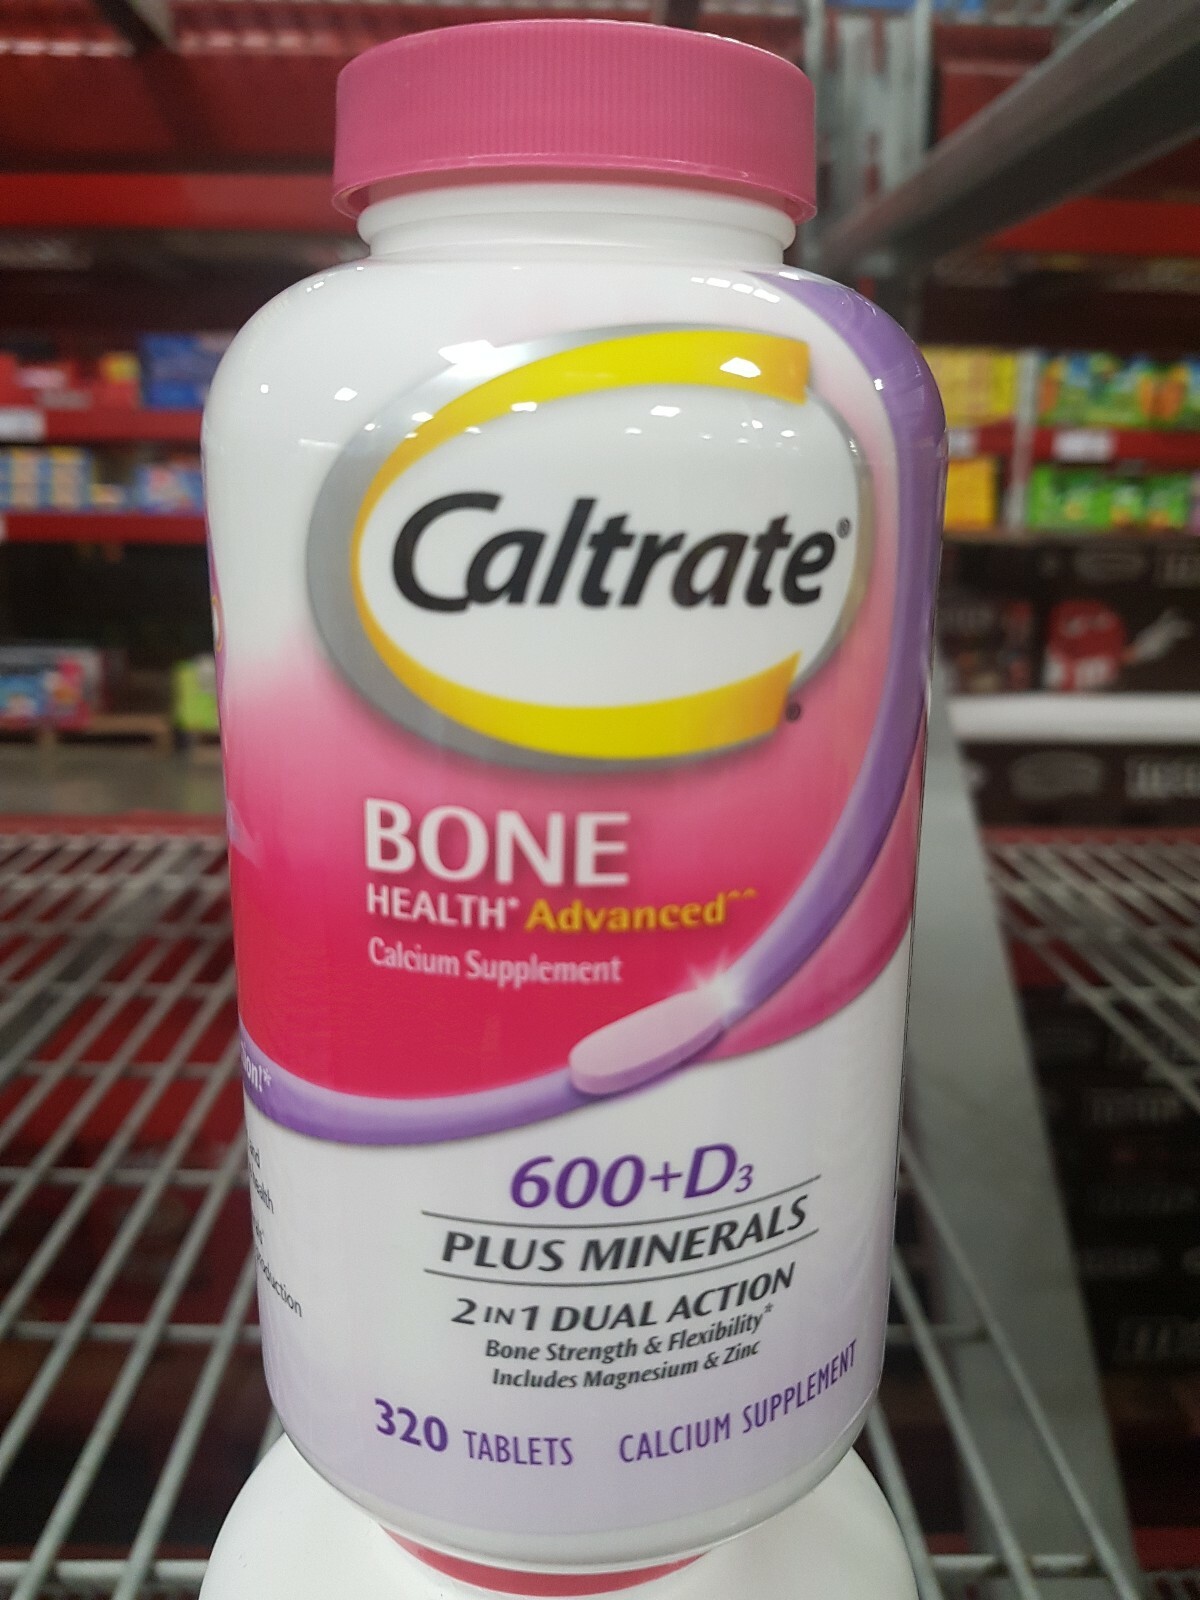 Caltrate®
BONE
HEALTH* Advanced^^
Calcium Supplement
600+D3
PLUS MINERALS
2 IN 1 DUAL ACTION
Bone Strength & Flexibility*
Includes Magnesium & Zinc
320 TABLETS CALCIUM SUPPLEMENT